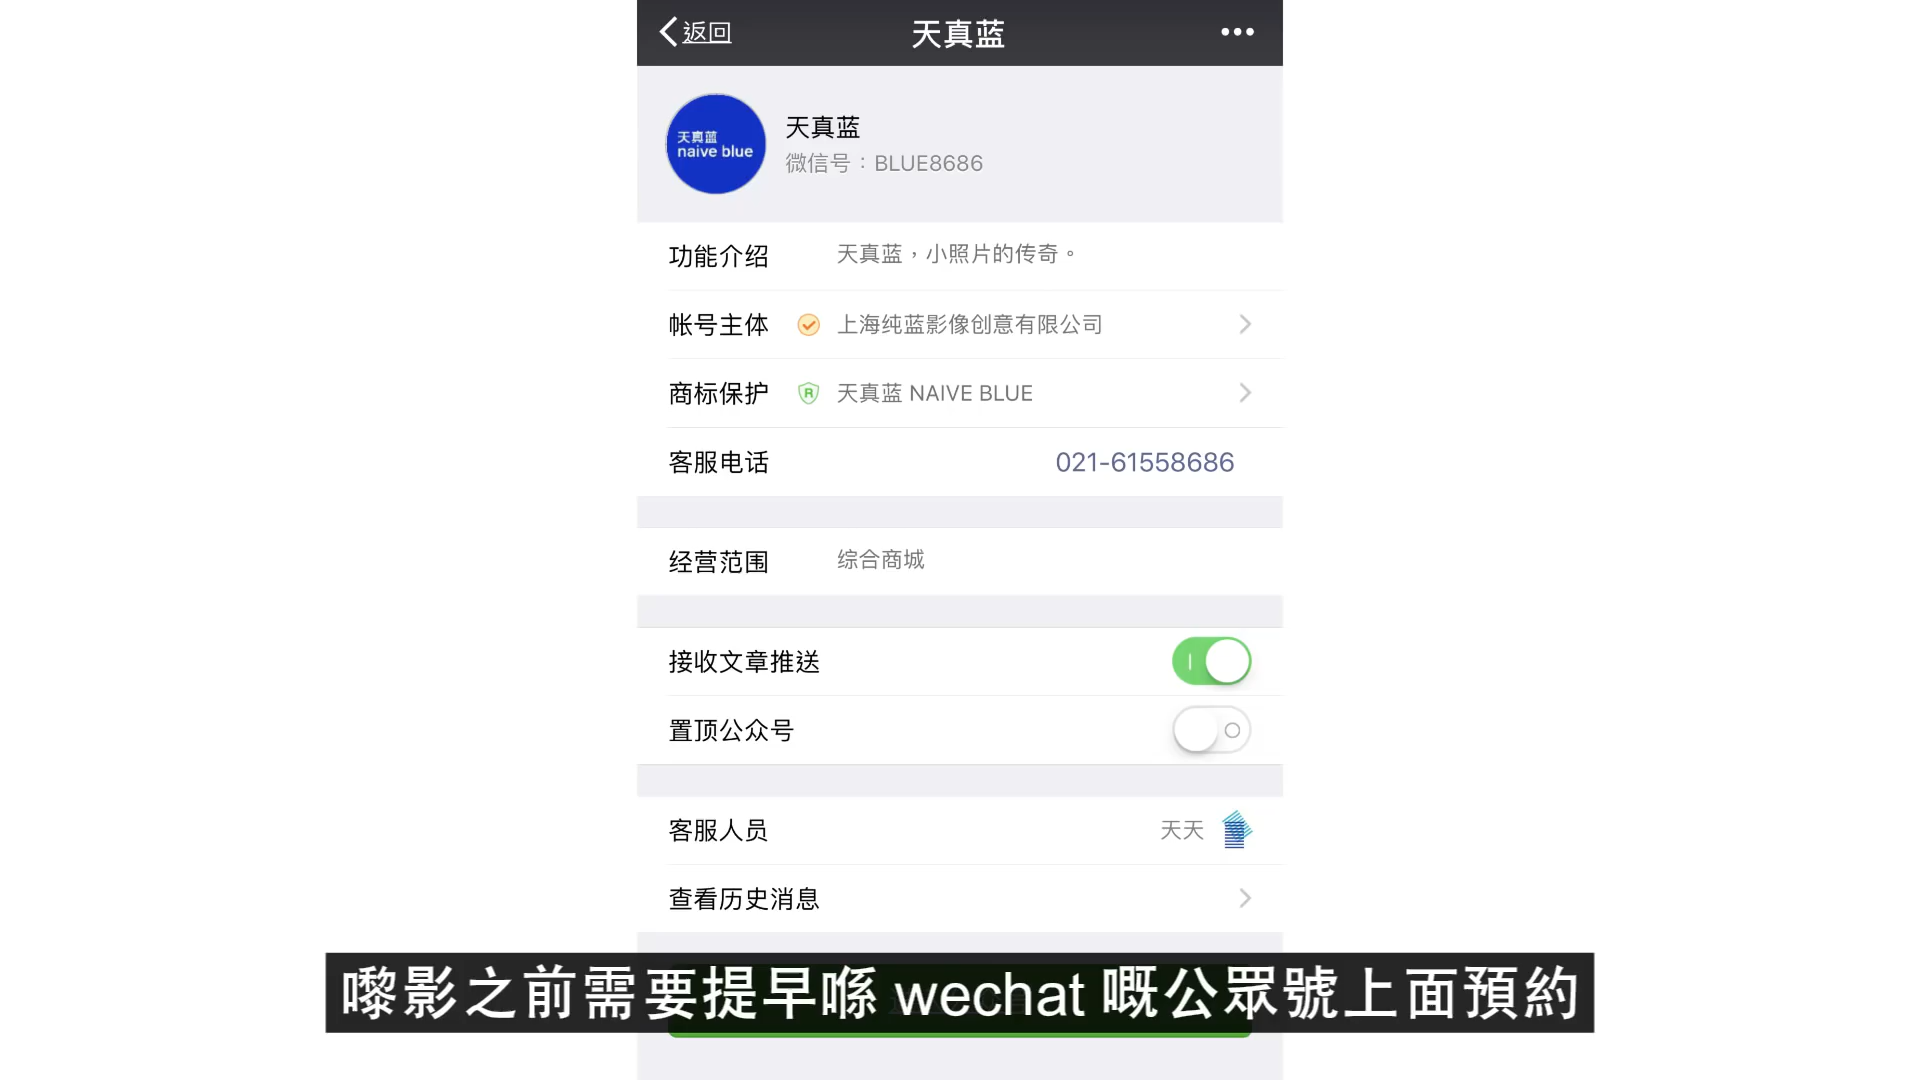 返回
天真蓝
天真蓝
naive blue
天真蓝
微信号：BLUE8686
功能介绍
天真蓝，小照片的传奇。
帐号主体
上海纯蓝影像创意有限公司
商标保护
R
天真蓝 NAIVE BLUE
客服电话
021-61558686
经营范围
综合商城
接收文章推送
置顶公众号
客服人员
天天
查看历史消息
嚟影之前需要提早喺 wechat 嘅公眾號上面預約